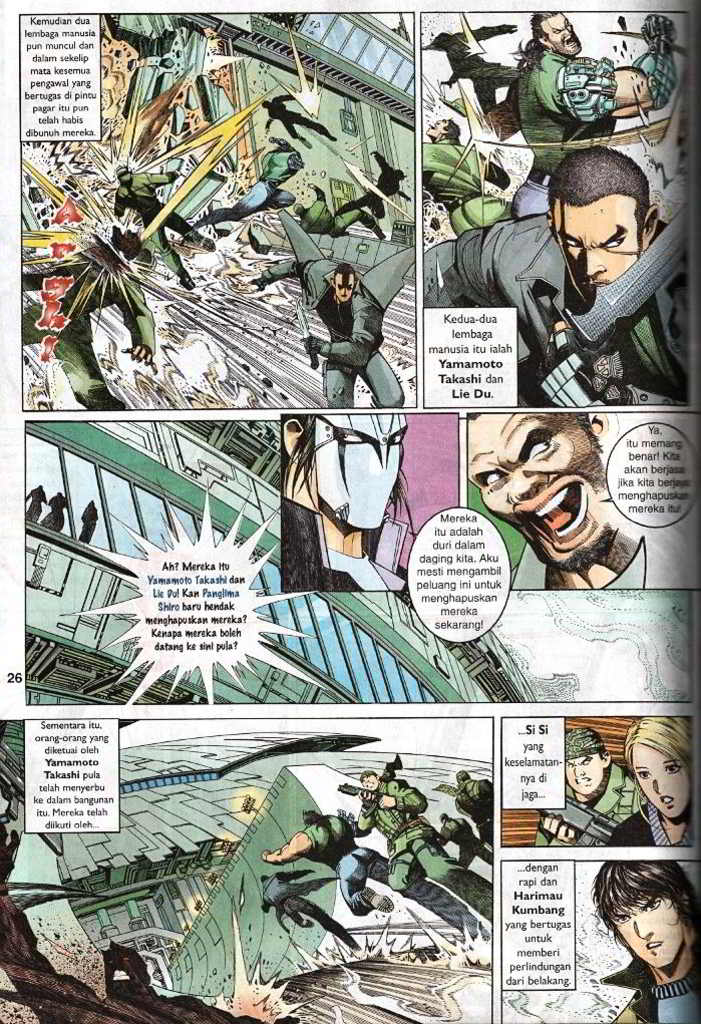 Kemudian dua
lembaga manusia
pun muncul dan
dalam sekelip
mata kesemua
pengawal yang
bertugas di pintu
pagar itu pun
telah habis
dibunuh mereka.
Kedua-dua
lembaga
manusia itu ialah
Yamamoto
Takashi dan
Lie Du.
Ah? Mereka itu
Yamamoto Takashi dan
Lie Du! Kan Panglima
Shiro baru hendak
menghapuskan mereka?
Kenapa mereka boleh
datang ke sini pula?
Mereka
itu adalah
duri dalam
daging kita. Aku
mesti mengambil
peluang ini untuk
menghapuskan
mereka
sekarang!
Ya,
itu memang
benar! Kita
akan berjasa
jika kita berjaya
menghapuskan
mereka itu!
26
Sementara itu,
orang-orang yang
diketuai oleh
Yamamoto
Takashi pula
telah menyerbu
ke dalam bangunan
itu. Mereka telah
diikuti oleh...
...Si Si
yang
keselamatan-
nya di
jaga...
...dengan
rapi dan
Harimau
Kumbang
yang bertugas
untuk
memberi
perlindungan
dari belakang.